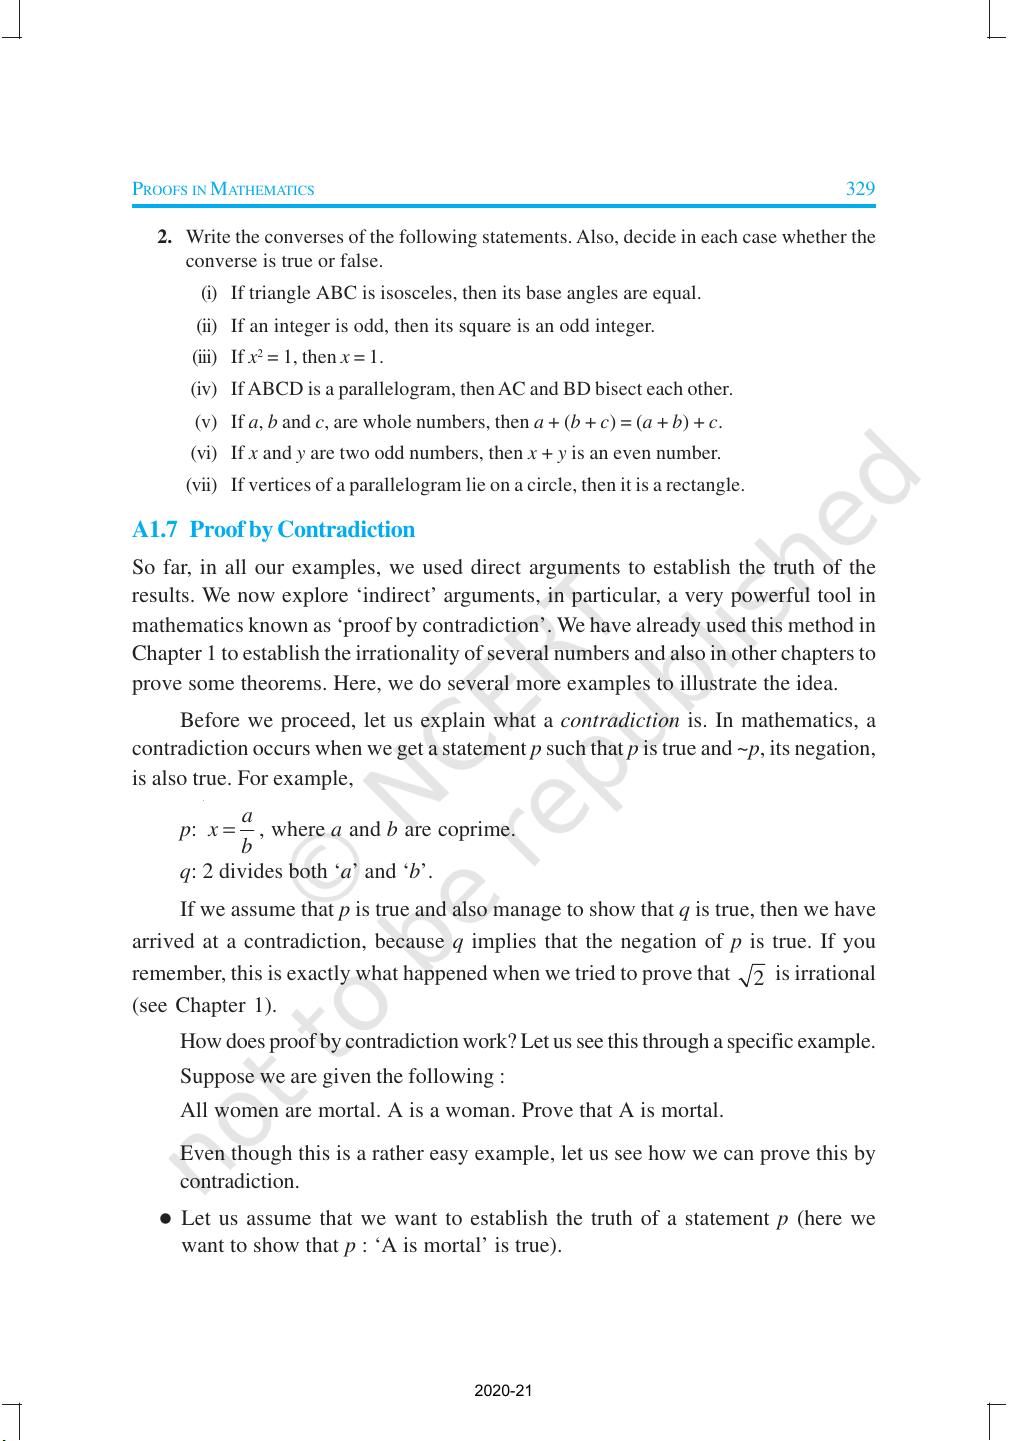 PROOFS IN MATHEMATICS 329
2. Write the converses of the following statements. Also, decide in each case whether the
converse is true or false.
(i) If triangle ABC is isosceles, then its base angles are equal.
(ii) If an integer is odd, then its square is an odd integer.
(iii) If x² = 1, then x = 1.
(iv) If ABCD is a parallelogram, then AC and BD bisect each other.
(v) If a, b and c, are whole numbers, then a + (b + c) = (a + b) + c.
(vi) If x and y are two odd numbers, then x + y is an even number.
(vii) If vertices of a parallelogram lie on a circle, then it is a rectangle.
A1.7 Proof by Contradiction
So far, in all our examples, we used direct arguments to establish the truth of the
results. We now explore ‘indirect’ arguments, in particular, a very powerful tool in
mathematics known as ‘proof by contradiction’. We have already used this method in
Chapter 1 to establish the irrationality of several numbers and also in other chapters to
prove some theorems. Here, we do several more examples to illustrate the idea.
Before we proceed, let us explain what a contradiction is. In mathematics, a
contradiction occurs when we get a statement p such that p is true and ~p, its negation,
is also true. For example,
p: x = a/b, where a and b are coprime.
q: 2 divides both ‘a’ and ‘b’.
If we assume that p is true and also manage to show that q is true, then we have
arrived at a contradiction, because q implies that the negation of p is true. If you
remember, this is exactly what happened when we tried to prove that √2 is irrational
(see Chapter 1).
How does proof by contradiction work? Let us see this through a specific example.
Suppose we are given the following :
All women are mortal. A is a woman. Prove that A is mortal.
Even though this is a rather easy example, let us see how we can prove this by
contradiction.
● Let us assume that we want to establish the truth of a statement p (here we
want to show that p : ‘A is mortal’ is true).
© NCERT
not to be republished
2020-21